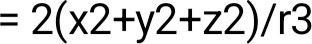 = 2(x2+y2+z2)/r3